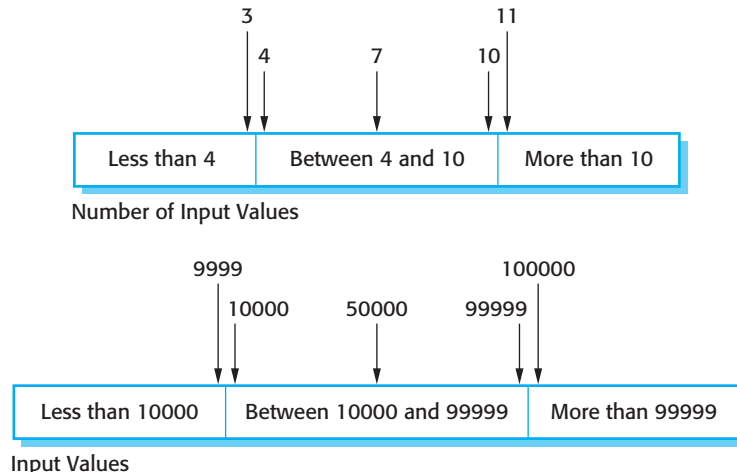 3 11
4 7 10
Less than 4 Between 4 and 10 More than 10
Number of Input Values
9999 100000
10000 50000 99999
Less than 10000 Between 10000 and 99999 More than 99999
Input Values